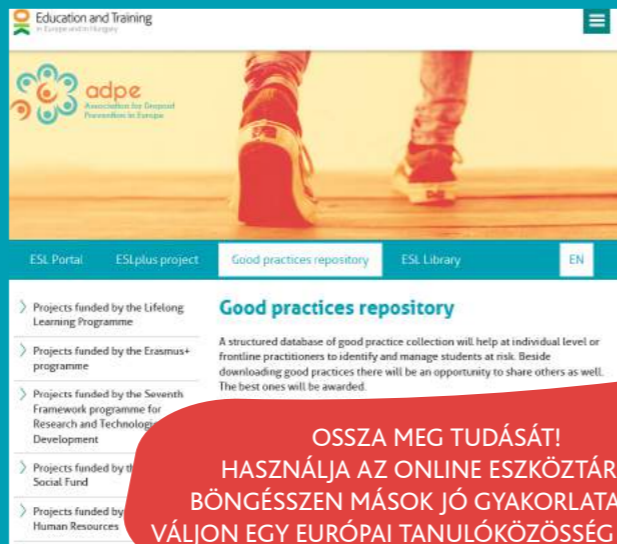 Education and Training
in Europe and in Hungary
adpe
Association for Dropout
Prevention in Europe
ESL Portal
ESLplus project
Good practices repository
ESL Library
EN
Projects funded by the Lifelong
Learning Programme
Projects funded by the Erasmus+
programme
Projects funded by the Seventh
Framework programme for
Research and Technologi
Development
Projects funded by th
Social Fund
Projects funded by
Human Resources
Good practices repository
A structured database of good practice collection will help at individual level or
frontline practitioners to identify and manage students at risk. Beside
downloading good practices there will be an opportunity to share others as well.
The best ones will be awarded.
OSSZA MEG TUDÁSÁT!
HASZNÁLJA AZ ONLINE ESZKÖZTÁR
BÖNGÉSSZEN MÁSOK JÓ GYAKORLATA
VÁLJON EGY EURÓPAI TANULÓKÖZÖSSÉG